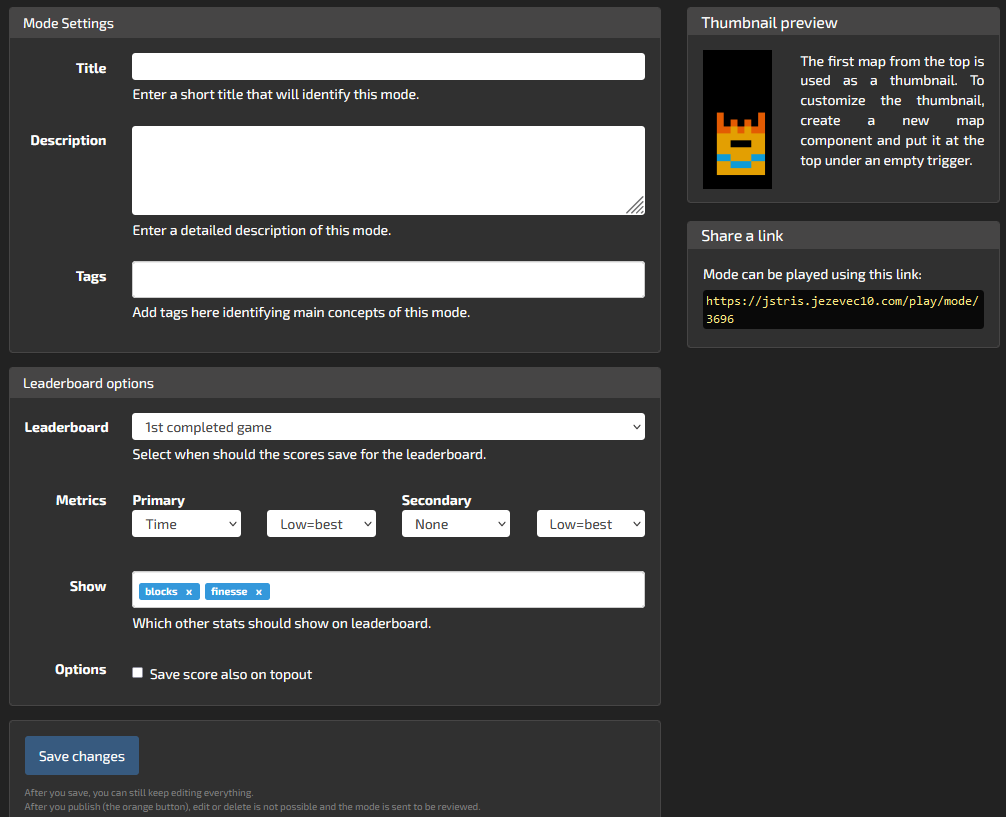 Mode Settings
Title
Enter a short title that will identify this mode.
Description
Enter a detailed description of this mode.
Tags
Add tags here identifying main concepts of this mode.
Leaderboard options
Leaderboard
1st completed game
Select when should the scores save for the leaderboard.
Metrics
Primary
Secondary
Time
Low=best
None
Low=best
Show
blocks x
finesse x
Which other stats should show on leaderboard.
Options
Save score also on topout
Save changes
After you save, you can still keep editing everything.
After you publish (the orange button), edit or delete is not possible and the mode is sent to be reviewed.
Thumbnail preview
The first map from the top is
used as a thumbnail. To
customize the thumbnail,
create a new map
component and put it at the
top under an empty trigger.
Share a link
Mode can be played using this link:
https://jstris.jezevec10.com/play/mode/
3696